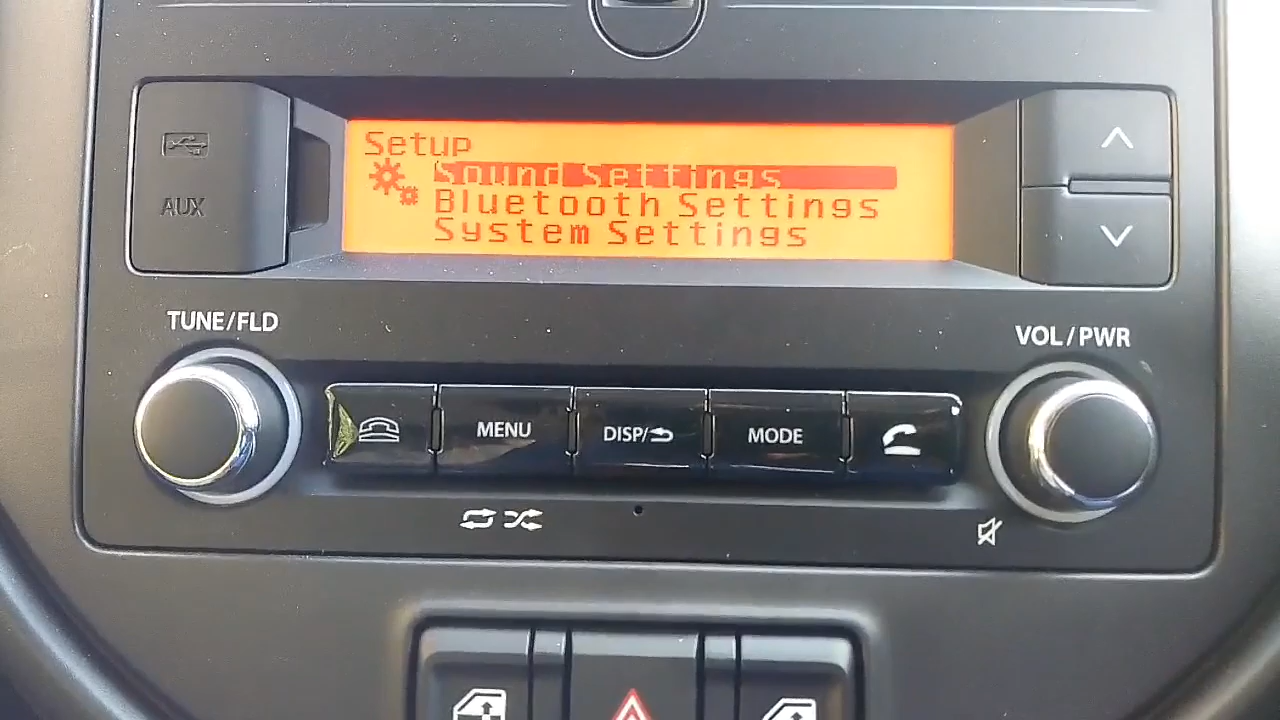 Setup
Sound Settings
Bluetooth Settings
System Settings
AUX
TUNE/FLD
VOL/PWR
MENU
DISP/
MODE